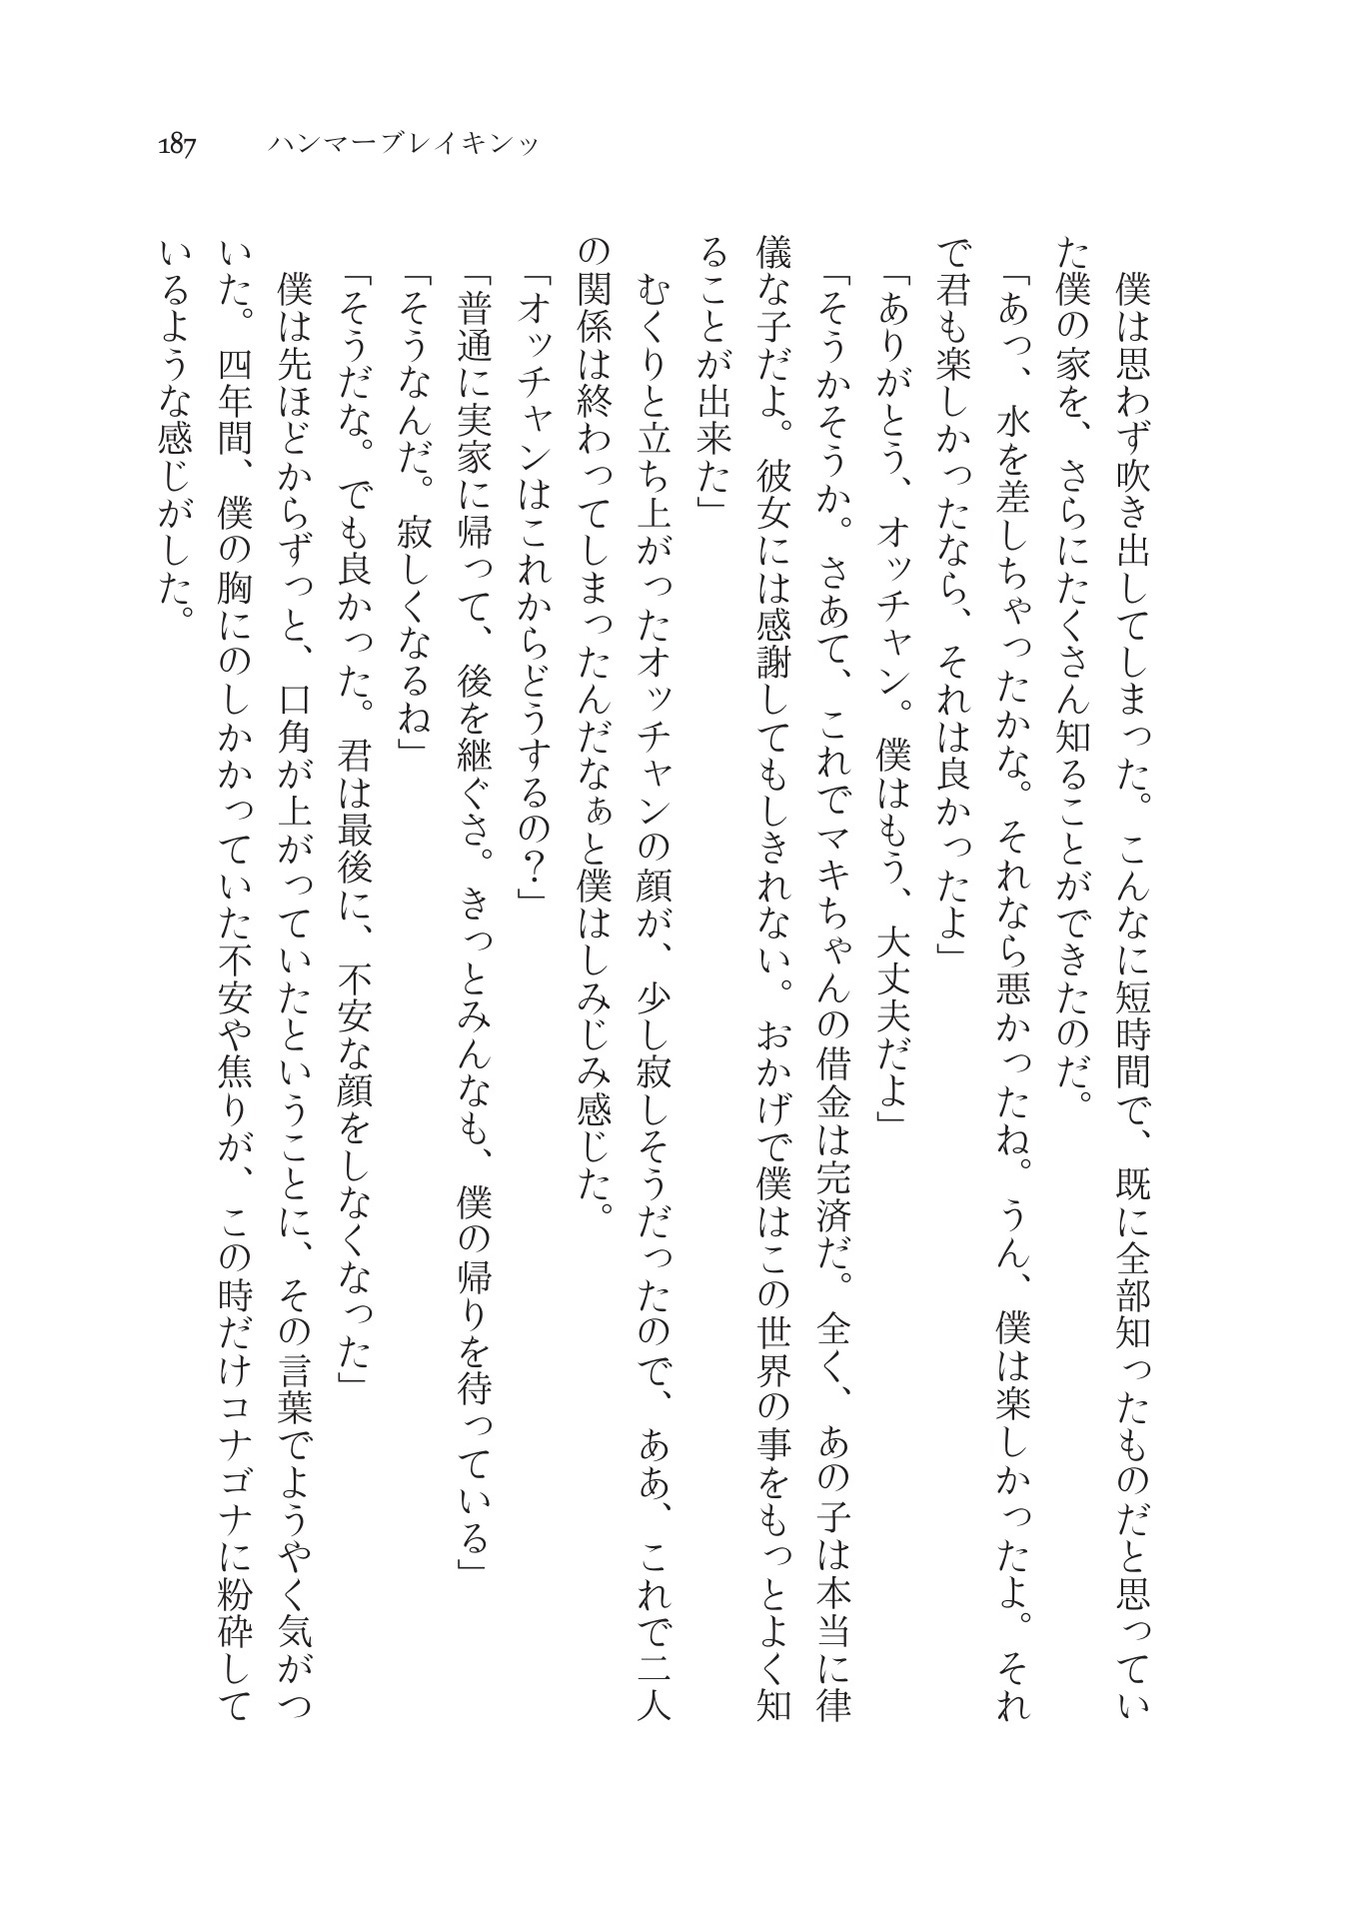 187 ハンマーブレイキンッ
僕は思わず吹き出してしまった。こんなに短時間で、既に全部知ったものだと思ってい
た僕の家を、さらにたくさん知ることができたのだ。
「あっ、水を差しちゃったかな。それなら悪かったね。うん、僕は楽しかったよ。それ
で君も楽しかったなら、それは良かったよ」
「ありがとう、オッチャン。僕はもう、大丈夫だよ」
「そうかそうか。さあて、これでマキちゃんの借金は完済だ。全く、あの子は本当に律
儀な子だよ。彼女には感謝してもしきれない。おかげで僕はこの世界の事をもっとよく知
ることが出来た」
むくりと立ち上がったオッチャンの顔が、少し寂しそうだったので、ああ、これで二人
の関係は終わってしまったんだなぁと僕はしみじみ感じた。
「オッチャンはこれからどうするの？」
「普通に実家に帰って、後を継ぐさ。きっとみんなも、僕の帰りを待っている」
「そうなんだ。寂しくなるね」
「そうだな。でも良かった。君は最後に、不安な顔をしなくなった」
僕は先ほどからずっと、口角が上がっていたということに、その言葉でようやく気がつ
いた。四年間、僕の胸にのしかかっていた不安や焦りが、この時だけコナゴナに粉砕して
いるような感じがした。